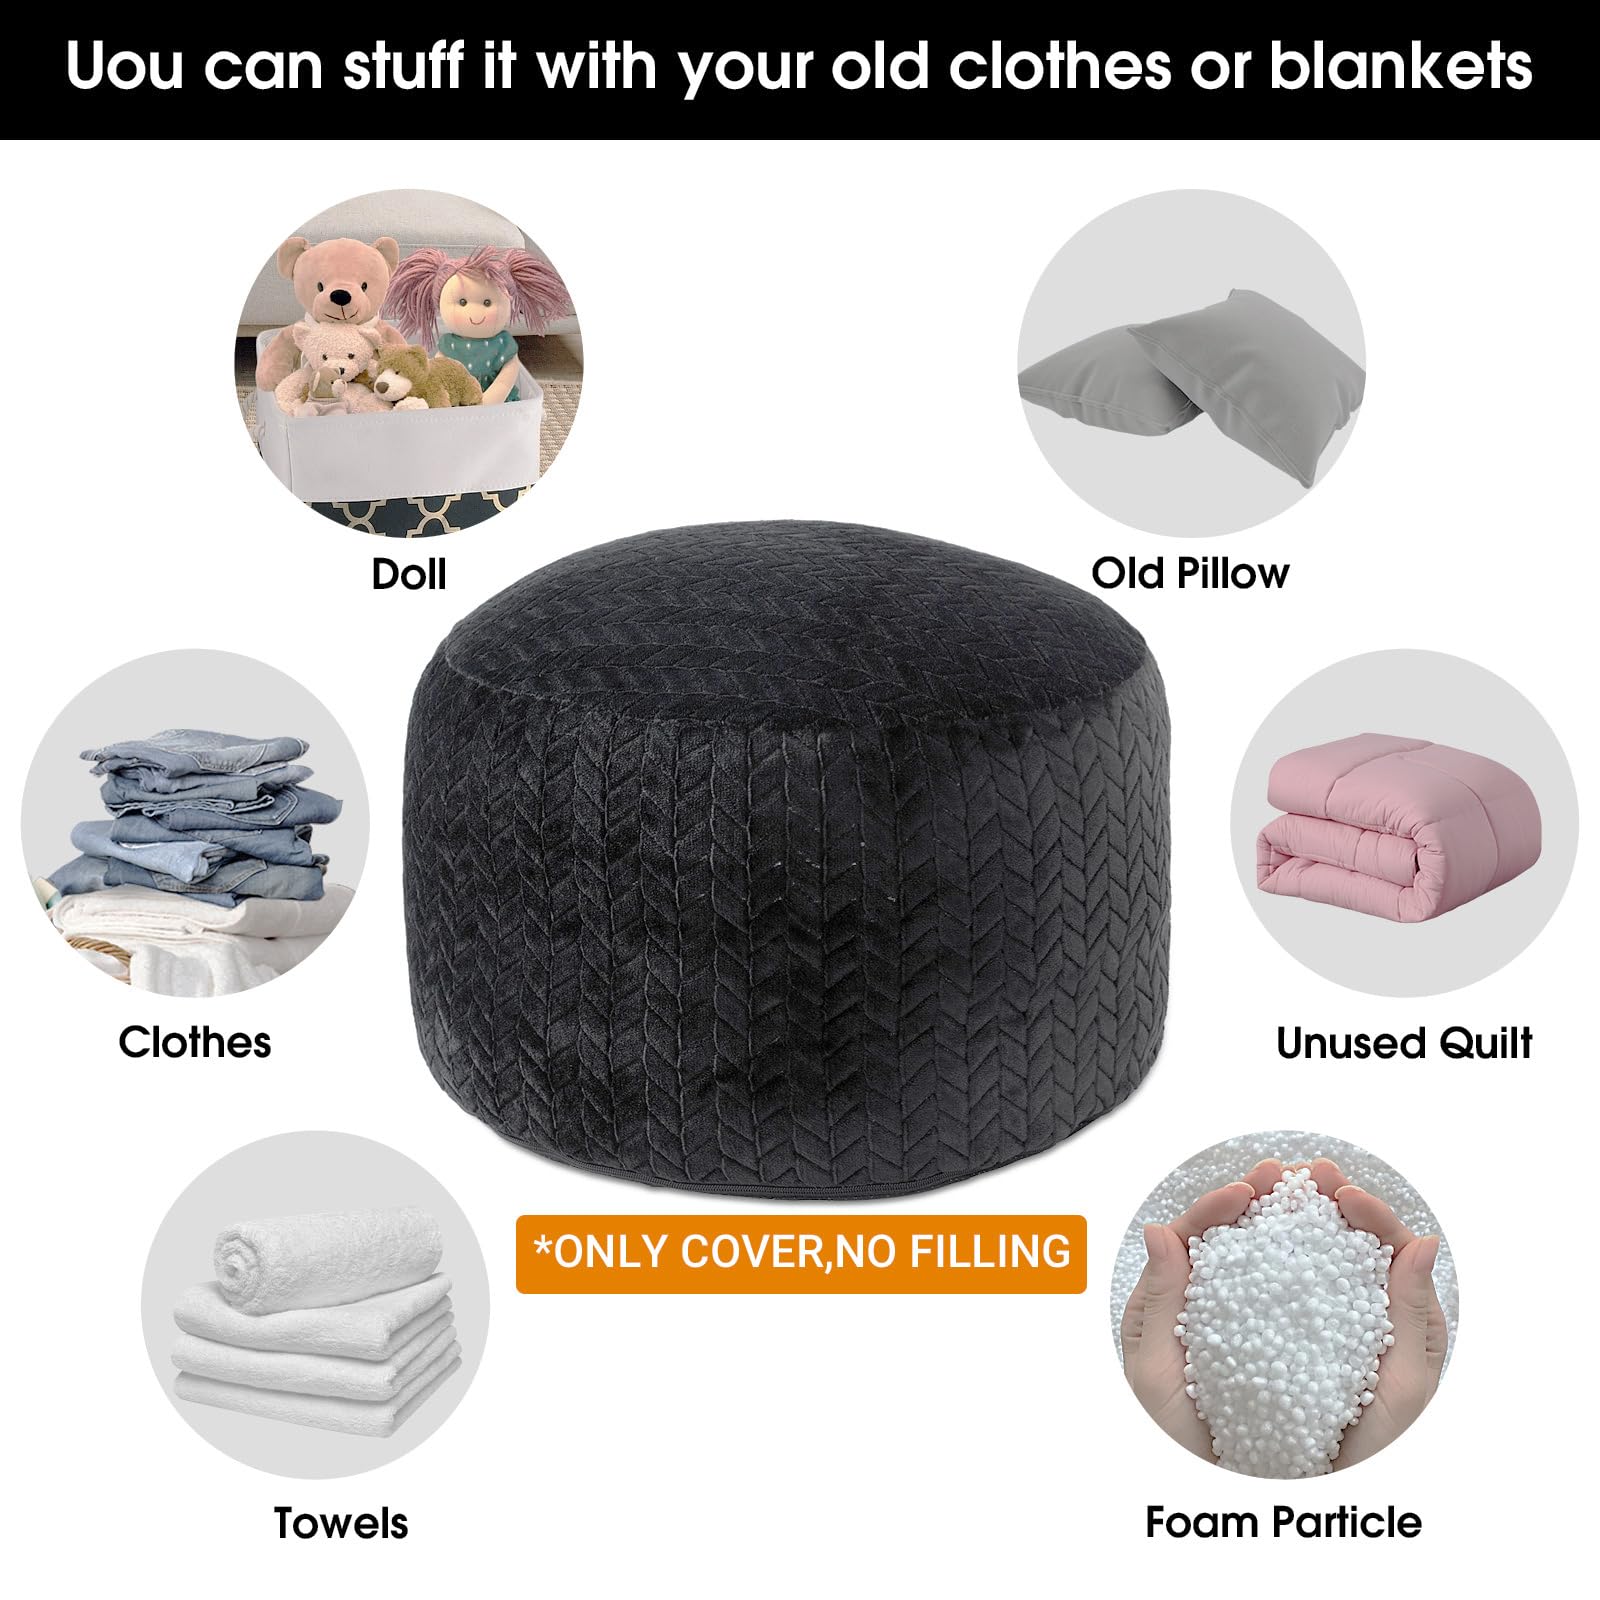 Uou can stuff it with your old clothes or blankets
Doll
Old Pillow
Clothes
Unused Quilt
*ONLY COVER,NO FILLING
Towels
Foam Particle